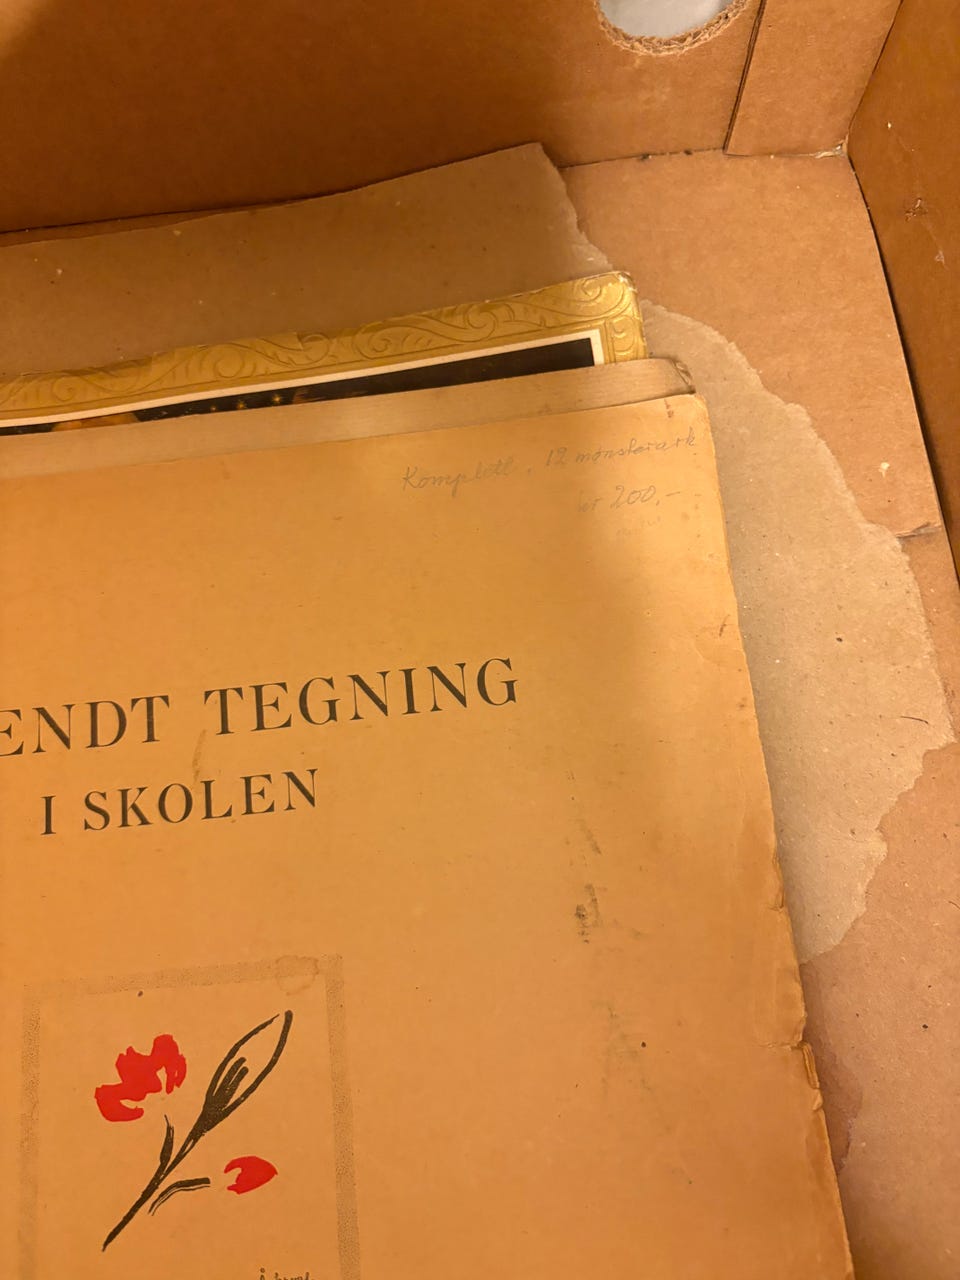 Komplett. 12 mønsterark
kr 200,-
ENDT TEGNING
I SKOLEN